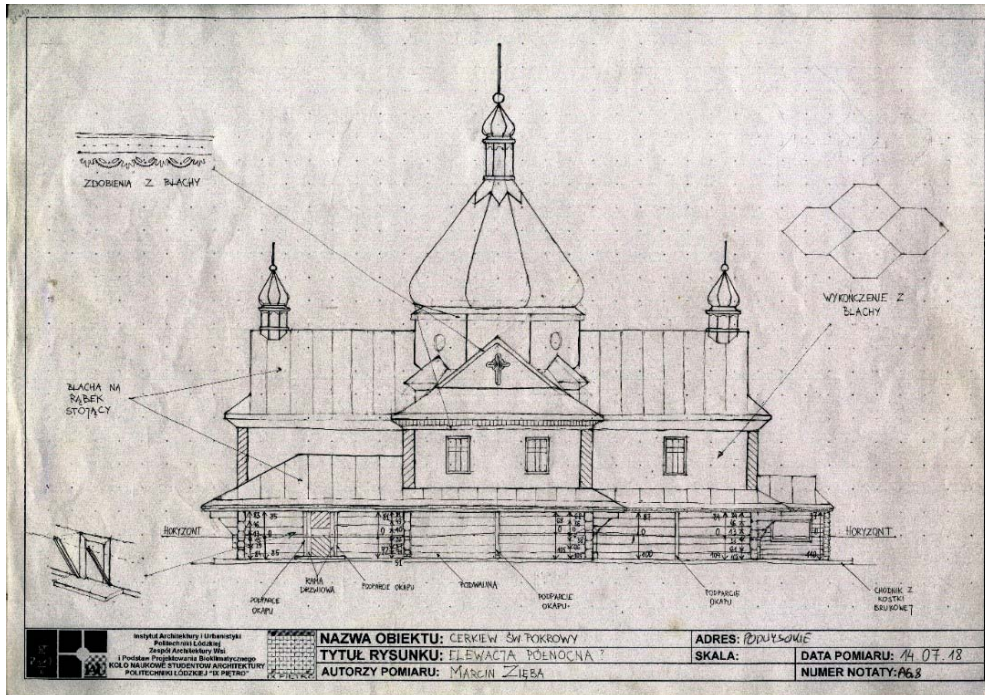 ZDOBIENIA Z BLACHY
WYKOŃCZENIE Z
BLACHY
BLACHA NA
RĄBEK
STOJĄCY
HORYZONT
HORYZONT
PODPARCIE
OKAPU
RAMA
DRZWIOWA
PODPARCIE OKAPU
PODWALINA
PODPARCIE
OKAPU
PODPARCIE
OKAPU
CHODNIK Z
KOSTKI
BRUKOWEJ
Instytut Architektury i Urbanistyki
Politechniki Łódzkiej
Zespół Architektury Wsi
i Podstaw Projektowania Bioklimatycznego
KOŁO NAUKOWE STUDENTÓW ARCHITEKTURY
POLITECHNIKI ŁÓDZKIEJ "IX PIĘTRO"
NAZWA OBIEKTU: CERKIEW ŚW. POKROWY
TYTUŁ RYSUNKU: ELEWACJA PÓŁNOCNA ?
AUTORZY POMIARU: MARCIN ZIĘBA
ADRES:
SKALA:
DATA POMIARU: 14.07.18
NUMER NOTATY: A6.8